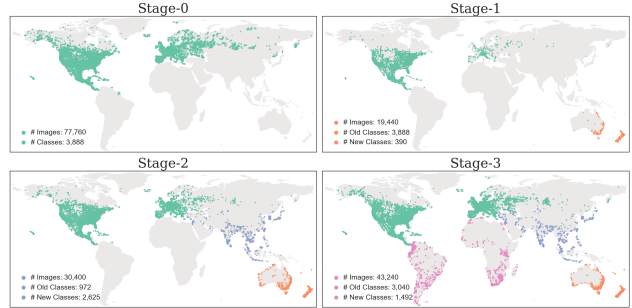 Stage-0
# Images: 77,760
# Classes: 3,888
Stage-1
# Images: 19,440
# Old Classes: 3,888
# New Classes: 390
Stage-2
# Images: 30,400
# Old Classes: 972
# New Classes: 2,625
Stage-3
# Images: 43,240
# Old Classes: 3,040
# New Classes: 1,492